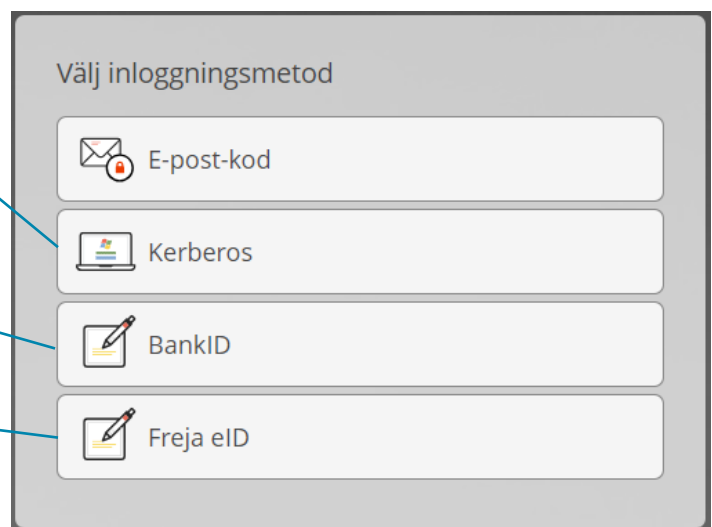 Välj inloggningsmetod
E-post-kod
Kerberos
BankID
Freja eID